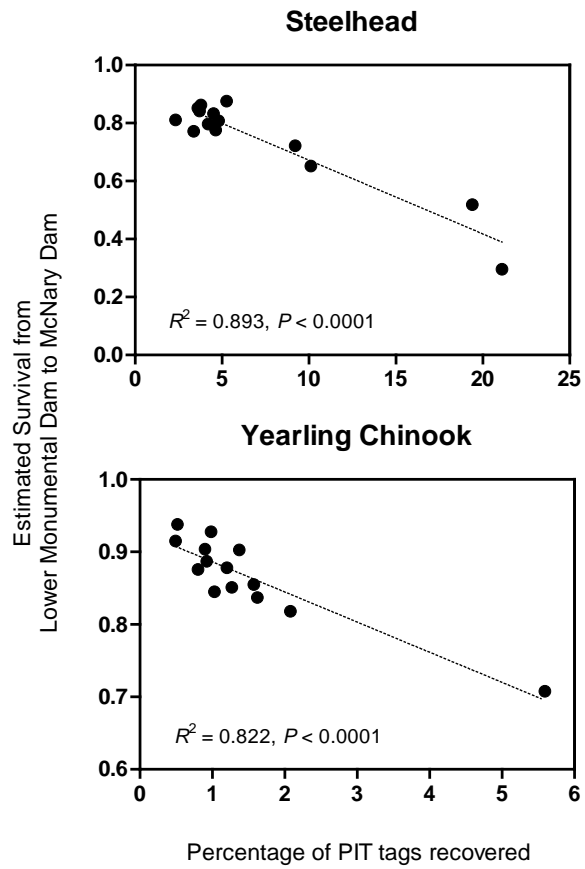 Steelhead
1.0
0.8
0.6
0.4
0.2
0.0
R² = 0.893, P < 0.0001
0 5 10 15 20 25
Estimated Survival from
Lower Monumental Dam to McNary Dam
Yearling Chinook
1.0
0.9
0.8
0.7
0.6
R² = 0.822, P < 0.0001
0 1 2 3 4 5 6
Percentage of PIT tags recovered